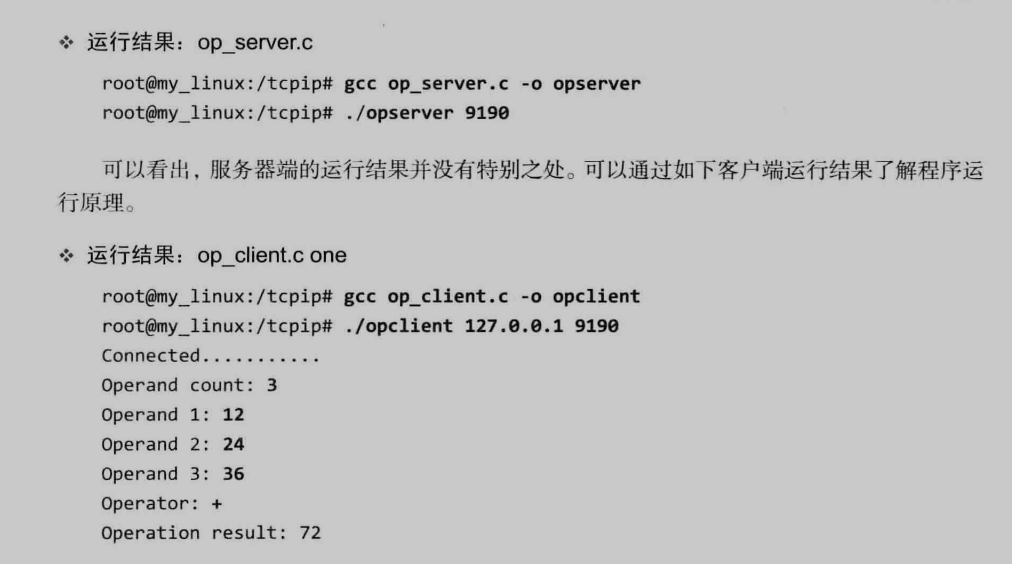 ❖ 运行结果：op_server.c
root@my_linux:/tcpip# gcc op_server.c -o opserver
root@my_linux:/tcpip# ./opserver 9190
可以看出，服务器端的运行结果并没有特别之处。可以通过如下客户端运行结果了解程序运
行原理。
❖ 运行结果：op_client.c one
root@my_linux:/tcpip# gcc op_client.c -o opclient
root@my_linux:/tcpip# ./opclient 127.0.0.1 9190
Connected...........
Operand count: 3
Operand 1: 12
Operand 2: 24
Operand 3: 36
Operator: +
Operation result: 72